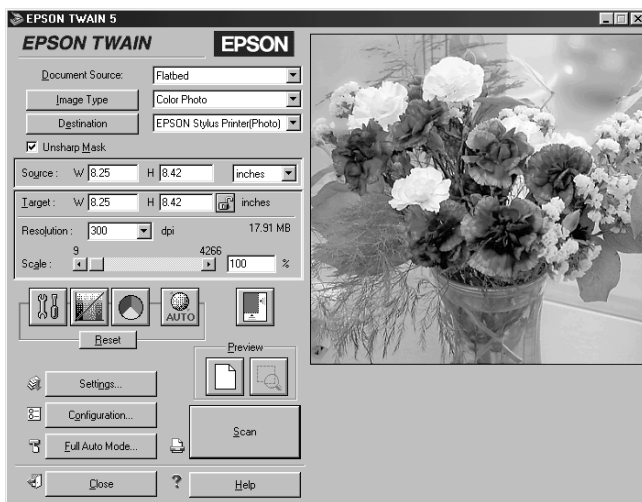 EPSON TWAIN 5
EPSON TWAIN EPSON
Document Source: Flatbed
Image Type Color Photo
Destination EPSON Stylus Printer(Photo)
Unsharp Mask
Source : W 8.25 H 8.42 inches
Target : W 8.25 H 8.42 inches
Resolution : 300 dpi 17.91 MB
9 4266
Scale : 100 %
AUTO
Reset
Preview
Settings...
Configuration...
Scan
Full Auto Mode...
Close ? Help